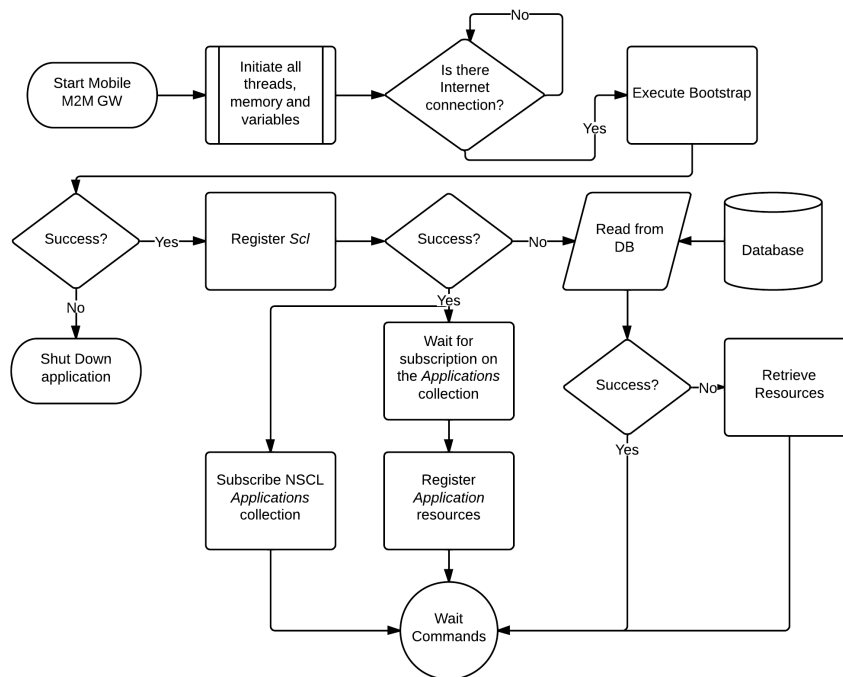 No
Start Mobile
M2M GW
Initiate all
threads,
memory and
variables
Is there
Internet
connection?
Yes
Execute Bootstrap
Success?
Yes
Register Scl
Success?
No
Read from
DB
Database
No
Yes
Shut Down
application
Wait for
subscription on
the Applications
collection
Success?
No
Retrieve
Resources
Yes
Subscribe NSCL
Applications
collection
Register
Application
resources
Wait
Commands